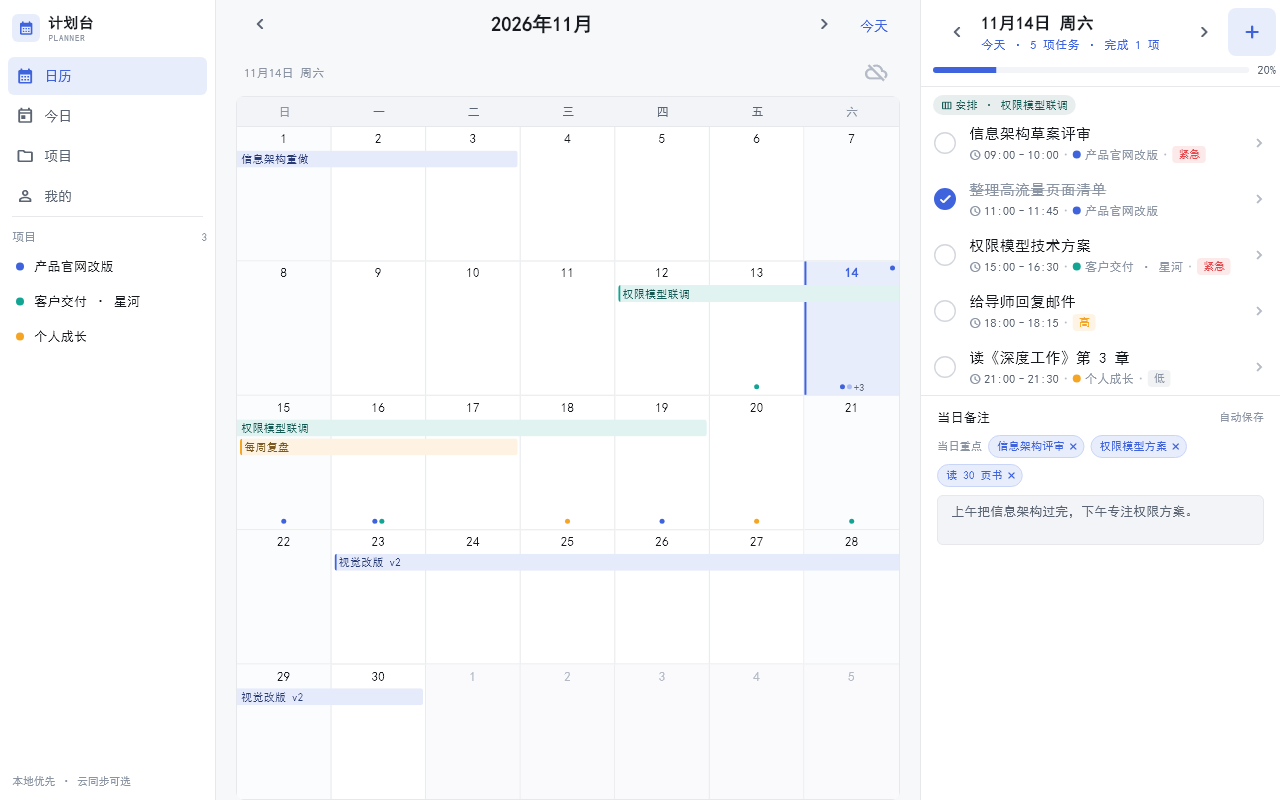 计划台
PLANNER
日历
今日
项目
我的
项目 3
产品官网改版
客户交付 · 星河
个人成长
本地优先 · 云同步可选
2026年11月
今天
11月14日 周六
日 一 二 三 四 五 六
1 2 3 4 5 6 7
信息架构重做
8 9 10 11 12 13 14
权限模型联调
+3
15 16 17 18 19 20 21
权限模型联调
每周复盘
22 23 24 25 26 27 28
视觉改版 v2
29 30 1 2 3 4 5
视觉改版 v2
11月14日 周六
今天 · 5 项任务 · 完成 1 项
20%
安排 · 权限模型联调
信息架构草案评审
09:00 - 10:00 · 产品官网改版 · 紧急
整理高流量页面清单
11:00 - 11:45 · 产品官网改版
权限模型技术方案
15:00 - 16:30 · 客户交付 · 星河 · 紧急
给导师回复邮件
18:00 - 18:15 · 高
读《深度工作》第 3 章
21:00 - 21:30 · 个人成长 · 低
当日备注 自动保存
当日重点 信息架构评审 × 权限模型方案 ×
读 30 页书 ×
上午把信息架构过完，下午专注权限方案。